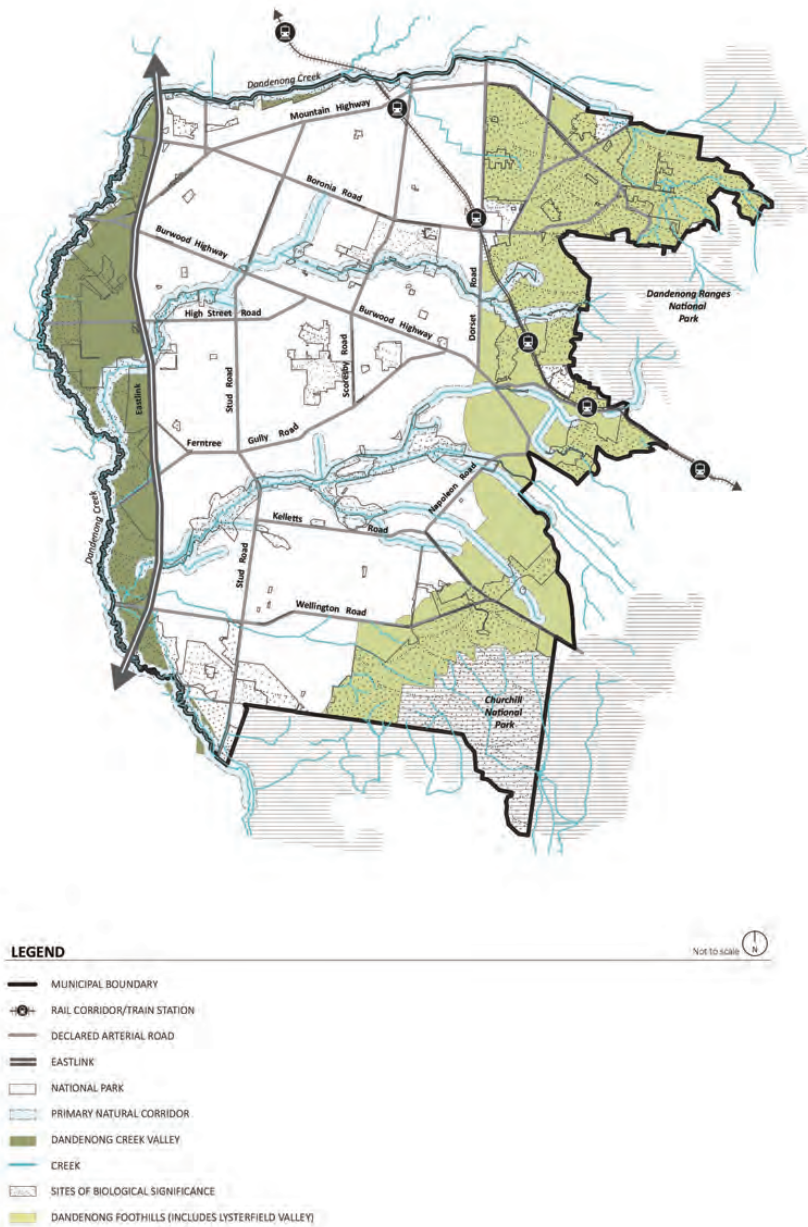 Dandenong Creek
Mountain Highway
Boronia Road
Burwood Highway
Dorset Road
Dandenong Ranges
National
Park
High Street Road
Burwood Highway
Scoresby Road
Stud Road
Eastlink
Ferntree Gully Road
Napoleon Road
Dandenong Creek
Kelletts Road
Stud Road
Wellington Road
Churchill
National
Park
LEGEND
Not to scale N
MUNICIPAL BOUNDARY
RAIL CORRIDOR/TRAIN STATION
DECLARED ARTERIAL ROAD
EASTLINK
NATIONAL PARK
PRIMARY NATURAL CORRIDOR
DANDENONG CREEK VALLEY
CREEK
SITES OF BIOLOGICAL SIGNIFICANCE
DANDENONG FOOTHILLS (INCLUDES LYSTERFIELD VALLEY)